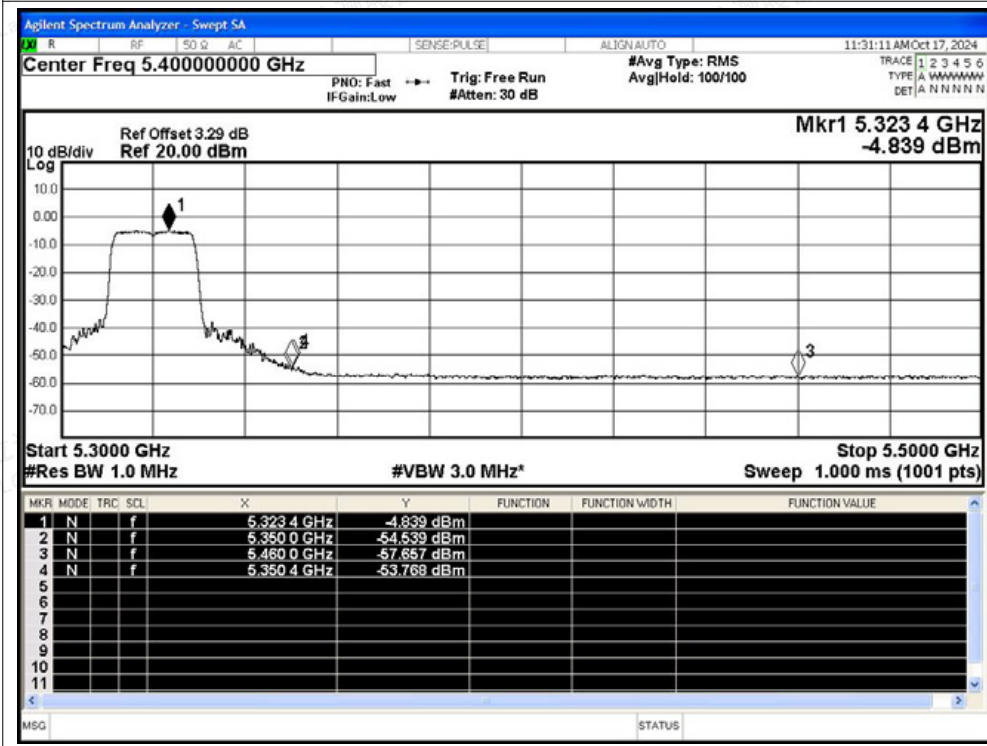 Agilent Spectrum Analyzer - Swept SA
LXI R RF 50 Ω AC SENSE:PULSE ALIGN AUTO 11:31:11 AM Oct 17, 2024
Center Freq 5.400000000 GHz #Avg Type: RMS TRACE 1 2 3 4 5 6
PNO: Fast Trig: Free Run Avg|Hold: 100/100 TYPE A WWWWW
IFGain:Low #Atten: 30 dB DET A N N N N N
Mkr1 5.323 4 GHz
-4.839 dBm
Ref Offset 3.29 dB
10 dB/div Ref 20.00 dBm
Log
10.0
0.00
-10.0
-20.0
-30.0
-40.0
-50.0
-60.0
-70.0
1
4
3
Start 5.3000 GHz Stop 5.5000 GHz
#Res BW 1.0 MHz #VBW 3.0 MHz* Sweep 1.000 ms (1001 pts)
MKR MODE TRC SCL X Y FUNCTION FUNCTION WIDTH FUNCTION VALUE
1 N f 5.323 4 GHz -4.839 dBm
2 N f 5.350 0 GHz -54.539 dBm
3 N f 5.460 0 GHz -57.657 dBm
4 N f 5.350 4 GHz -53.768 dBm
5
6
7
8
9
10
11
MSG STATUS